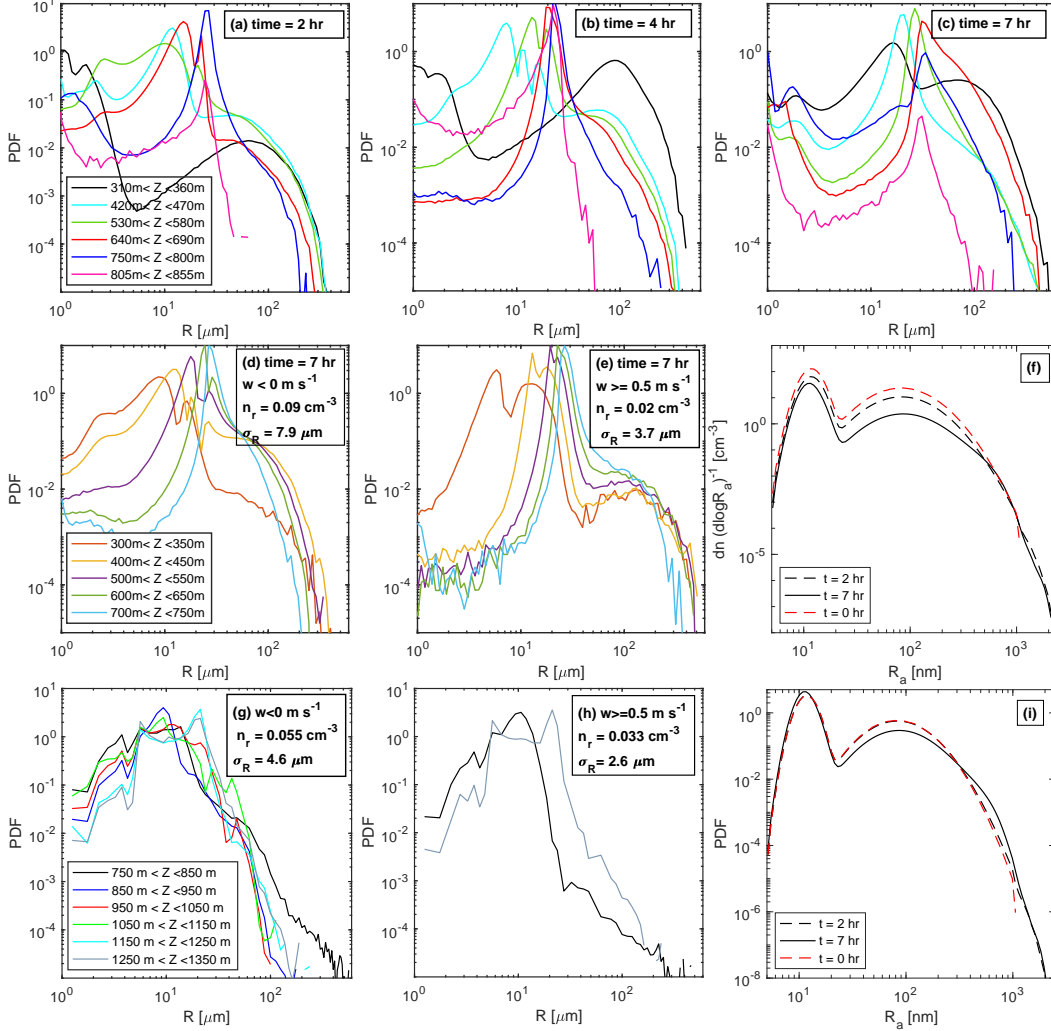 (a) time = 2 hr
10^1
10^0
10^-1
10^-2
10^-3
10^-4
PDF
310m< Z <360m
420m< Z <470m
530m< Z <580m
640m< Z <690m
750m< Z <800m
805m< Z <855m
10^0
10^1
10^2
R [μm]
(b) time = 4 hr
10^0
10^-2
10^-4
PDF
10^0
10^1
10^2
R [μm]
(c) time = 7 hr
10^0
10^-2
10^-4
PDF
10^0
10^1
10^2
R [μm]
(d) time = 7 hr
w < 0 m s^-1
n_r = 0.09 cm^-3
σ_R = 7.9 μm
10^0
10^-2
10^-4
PDF
300m< Z <350m
400m< Z <450m
500m< Z <550m
600m< Z <650m
700m< Z <750m
10^0
10^1
10^2
R [μm]
(e) time = 7 hr
w >= 0.5 m s^-1
n_r = 0.02 cm^-3
σ_R = 3.7 μm
10^0
10^-2
10^-4
PDF
10^0
10^1
10^2
R [μm]
(f)
10^0
10^-5
dn (dlogR_a)^-1 [cm^-3]
t = 2 hr
t = 7 hr
t = 0 hr
10^1
10^2
10^3
R_a [nm]
(g) w<0 m s^-1
n_r = 0.055 cm^-3
σ_R = 4.6 μm
10^1
10^0
10^-1
10^-2
10^-3
10^-4
PDF
750 m < Z <850 m
850 m < Z <950 m
950 m < Z <1050 m
1050 m < Z <1150 m
1150 m < Z <1250 m
1250 m < Z <1350 m
10^0
10^1
10^2
R [μm]
(h) w>=0.5 m s^-1
n_r = 0.033 cm^-3
σ_R = 2.6 μm
10^0
10^-2
10^-4
PDF
10^0
10^1
10^2
R [μm]
(i)
10^0
10^-2
10^-4
10^-6
10^-8
PDF
t = 2 hr
t = 7 hr
t = 0 hr
10^1
10^2
10^3
R_a [nm]